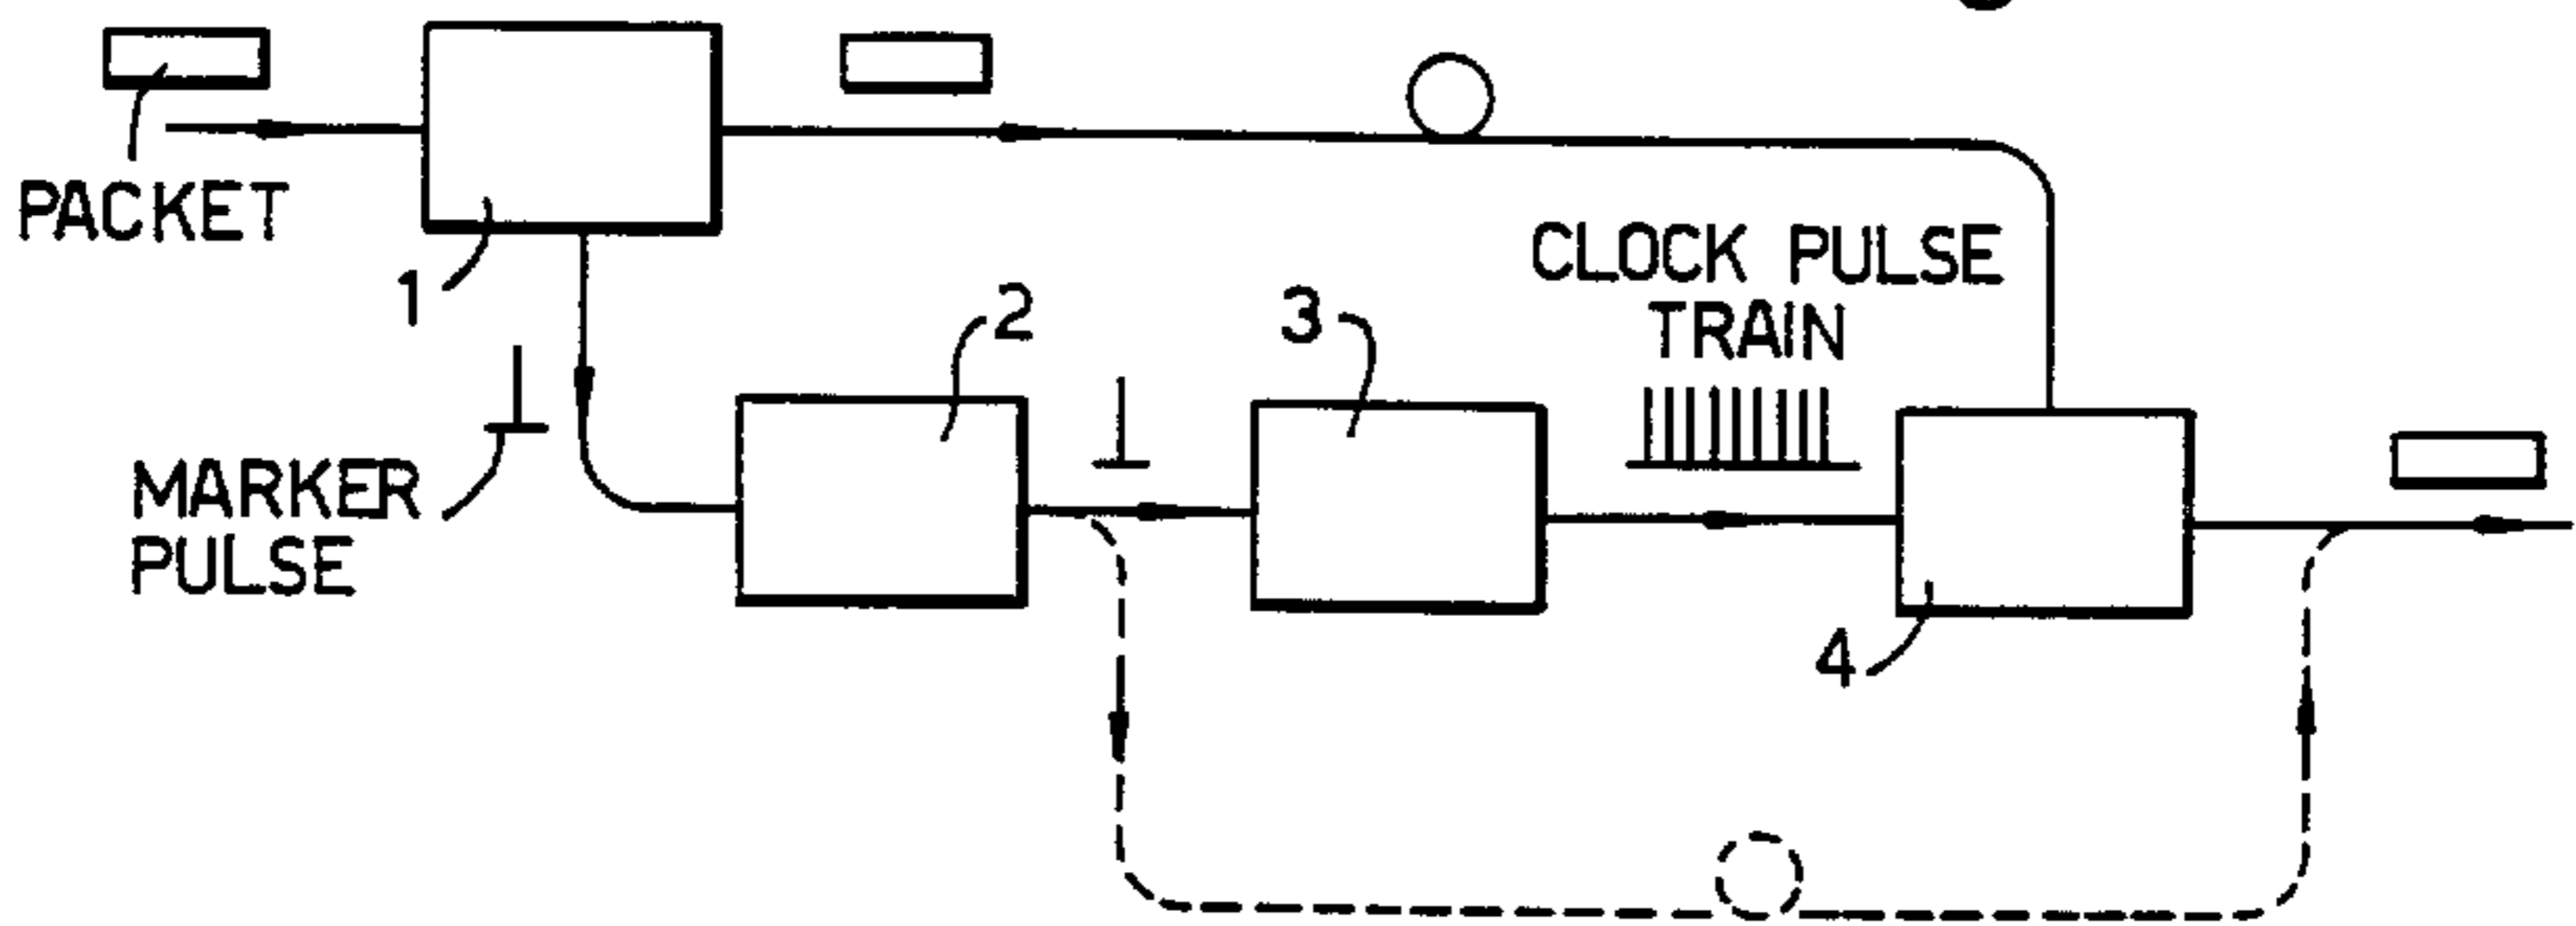 PACKET
1
2
3
CLOCK PULSE
TRAIN
MARKER
PULSE
4